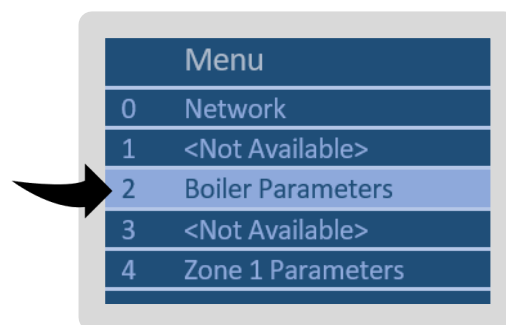 Menu
0 Network
1 <Not Available>
2 Boiler Parameters
3 <Not Available>
4 Zone 1 Parameters